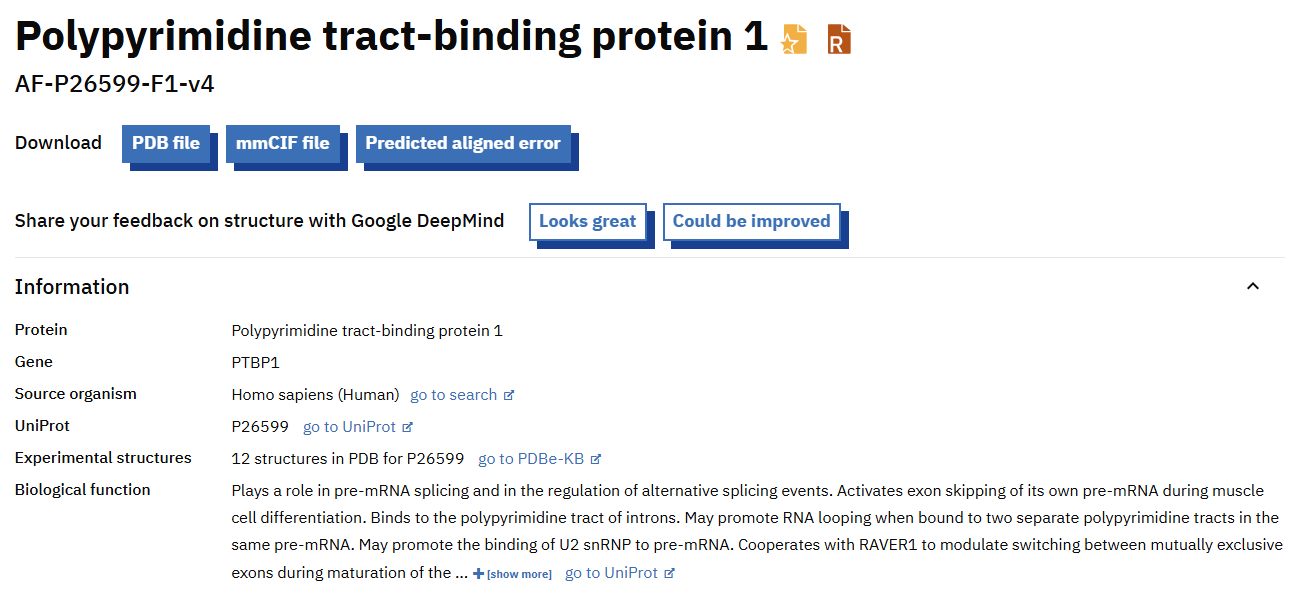 Polypyrimidine tract-binding protein 1 R
AF-P26599-F1-v4
Download PDB file mmCIF file Predicted aligned error
Share your feedback on structure with Google DeepMind Looks great Could be improved
Information
Protein Polypyrimidine tract-binding protein 1
Gene PTBP1
Source organism Homo sapiens (Human) go to search
UniProt P26599 go to UniProt
Experimental structures 12 structures in PDB for P26599 go to PDBe-KB
Biological function Plays a role in pre-mRNA splicing and in the regulation of alternative splicing events. Activates exon skipping of its own pre-mRNA during muscle
cell differentiation. Binds to the polypyrimidine tract of introns. May promote RNA looping when bound to two separate polypyrimidine tracts in the
same pre-mRNA. May promote the binding of U2 snRNP to pre-mRNA. Cooperates with RAVER1 to modulate switching between mutually exclusive
exons during maturation of the ... +[show more] go to UniProt